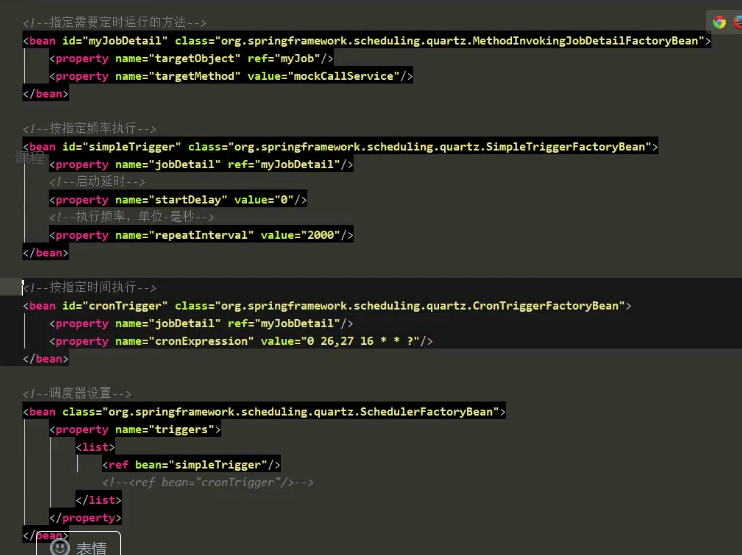 <!--指定需要定时运行的方法-->
<bean id="myJobDetail" class="org.springframework.scheduling.quartz.MethodInvokingJobDetailFactoryBean">
<property name="targetObject" ref="myJob"/>
<property name="targetMethod" value="mockCallService"/>
</bean>
<!--按指定频率执行-->
<bean id="simpleTrigger" class="org.springframework.scheduling.quartz.SimpleTriggerFactoryBean">
课程
<property name="jobDetail" ref="myJobDetail"/>
<!--启动延时-->
<property name="startDelay" value="0"/>
<!--执行频率，单位-毫秒-->
<property name="repeatInterval" value="2000"/>
</bean>
<!--按指定时间执行-->
<bean id="cronTrigger" class="org.springframework.scheduling.quartz.CronTriggerFactoryBean">
<property name="jobDetail" ref="myJobDetail"/>
<property name="cronExpression" value="0 26,27 16 * * ?"/>
</bean>
<!--调度器设置-->
<bean class="org.springframework.scheduling.quartz.SchedulerFactoryBean">
<property name="triggers">
<list>
<ref bean="simpleTrigger"/>
<!--<ref bean="cronTrigger"/>-->
</list>
</property>
</bean>
表情